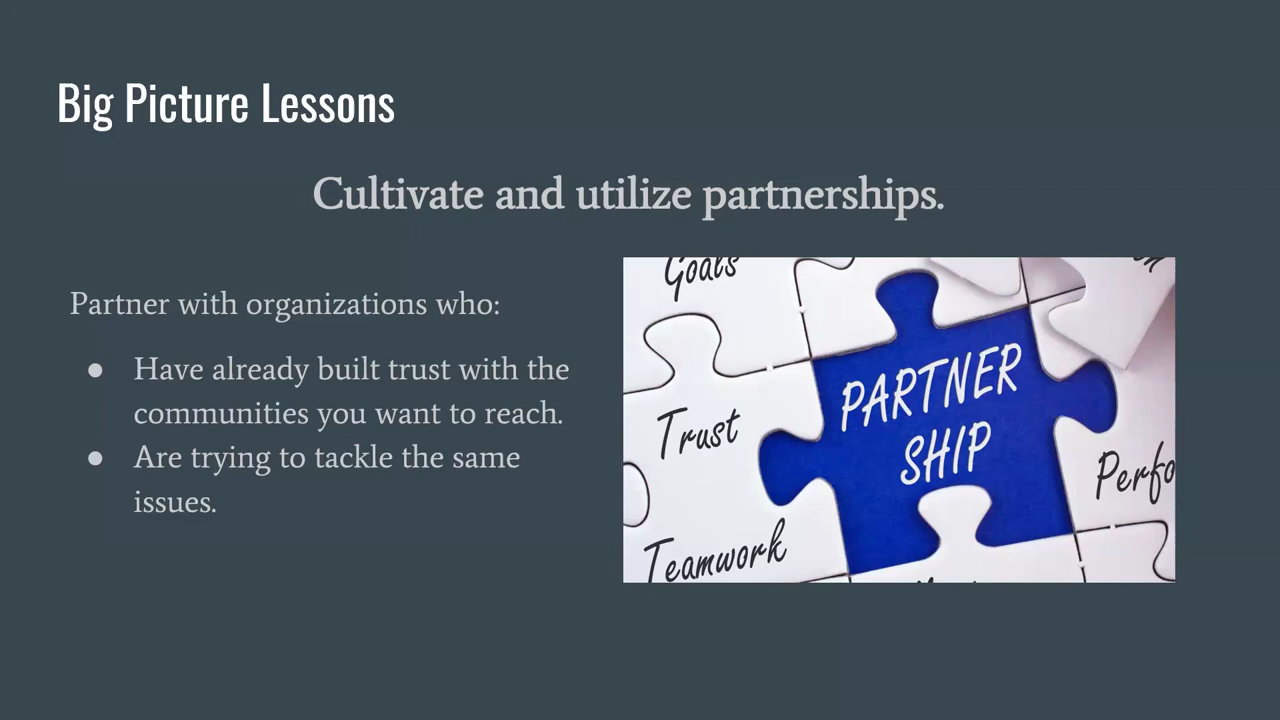 Big Picture Lessons
Cultivate and utilize partnerships.
Partner with organizations who:
● Have already built trust with the
communities you want to reach.
● Are trying to tackle the same
issues.
Goals
PARTNER
SHIP
Trust
Perfo
Teamwork